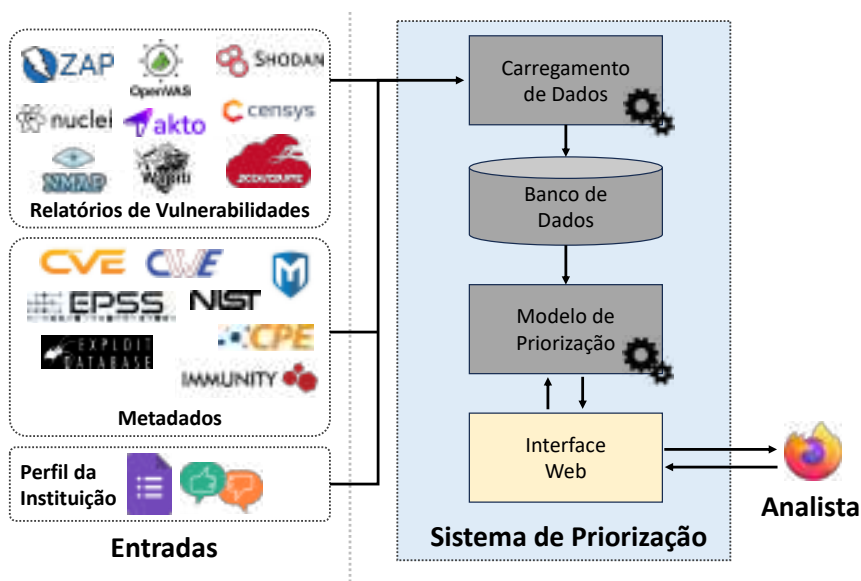 ZAP
OpenVAS
SHODAN
nuclei
akto
censys
NMAP
Wapiti
SCOUTSUITE
Relatórios de Vulnerabilidades
CVE
CWE
M
EPSS
NIST
EXPLOIT
DATABASE
CPE
IMMUNITY
Metadados
Perfil da
Instituição
Entradas
Carregamento
de Dados
Banco de
Dados
Modelo de
Priorização
Interface
Web
Sistema de Priorização
Analista